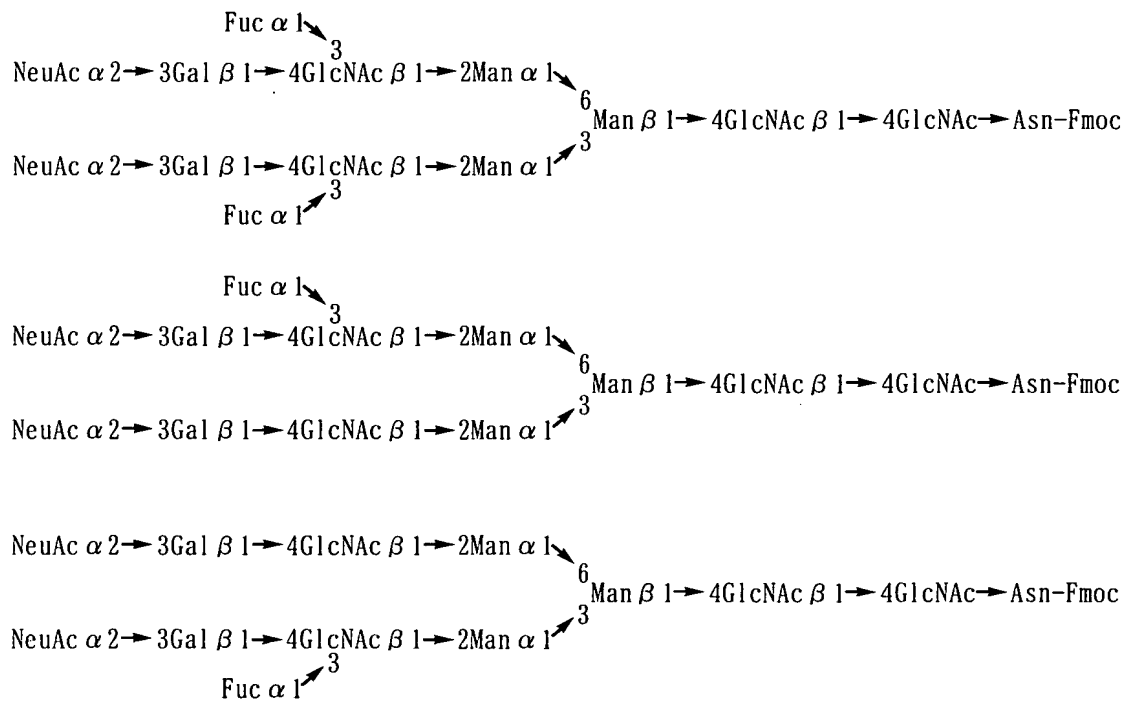 Fuc α 1↘
3
NeuAc α 2→3Gal β 1→4GlcNAc β 1→2Man α 1↘
6
Man β 1→4GlcNAc β 1→4GlcNAc→Asn-Fmoc
3
NeuAc α 2→3Gal β 1→4GlcNAc β 1→2Man α 1↗
3
Fuc α 1↗
Fuc α 1↘
3
NeuAc α 2→3Gal β 1→4GlcNAc β 1→2Man α 1↘
6
Man β 1→4GlcNAc β 1→4GlcNAc→Asn-Fmoc
3
NeuAc α 2→3Gal β 1→4GlcNAc β 1→2Man α 1↗
NeuAc α 2→3Gal β 1→4GlcNAc β 1→2Man α 1↘
6
Man β 1→4GlcNAc β 1→4GlcNAc→Asn-Fmoc
3
NeuAc α 2→3Gal β 1→4GlcNAc β 1→2Man α 1↗
3
Fuc α 1↗